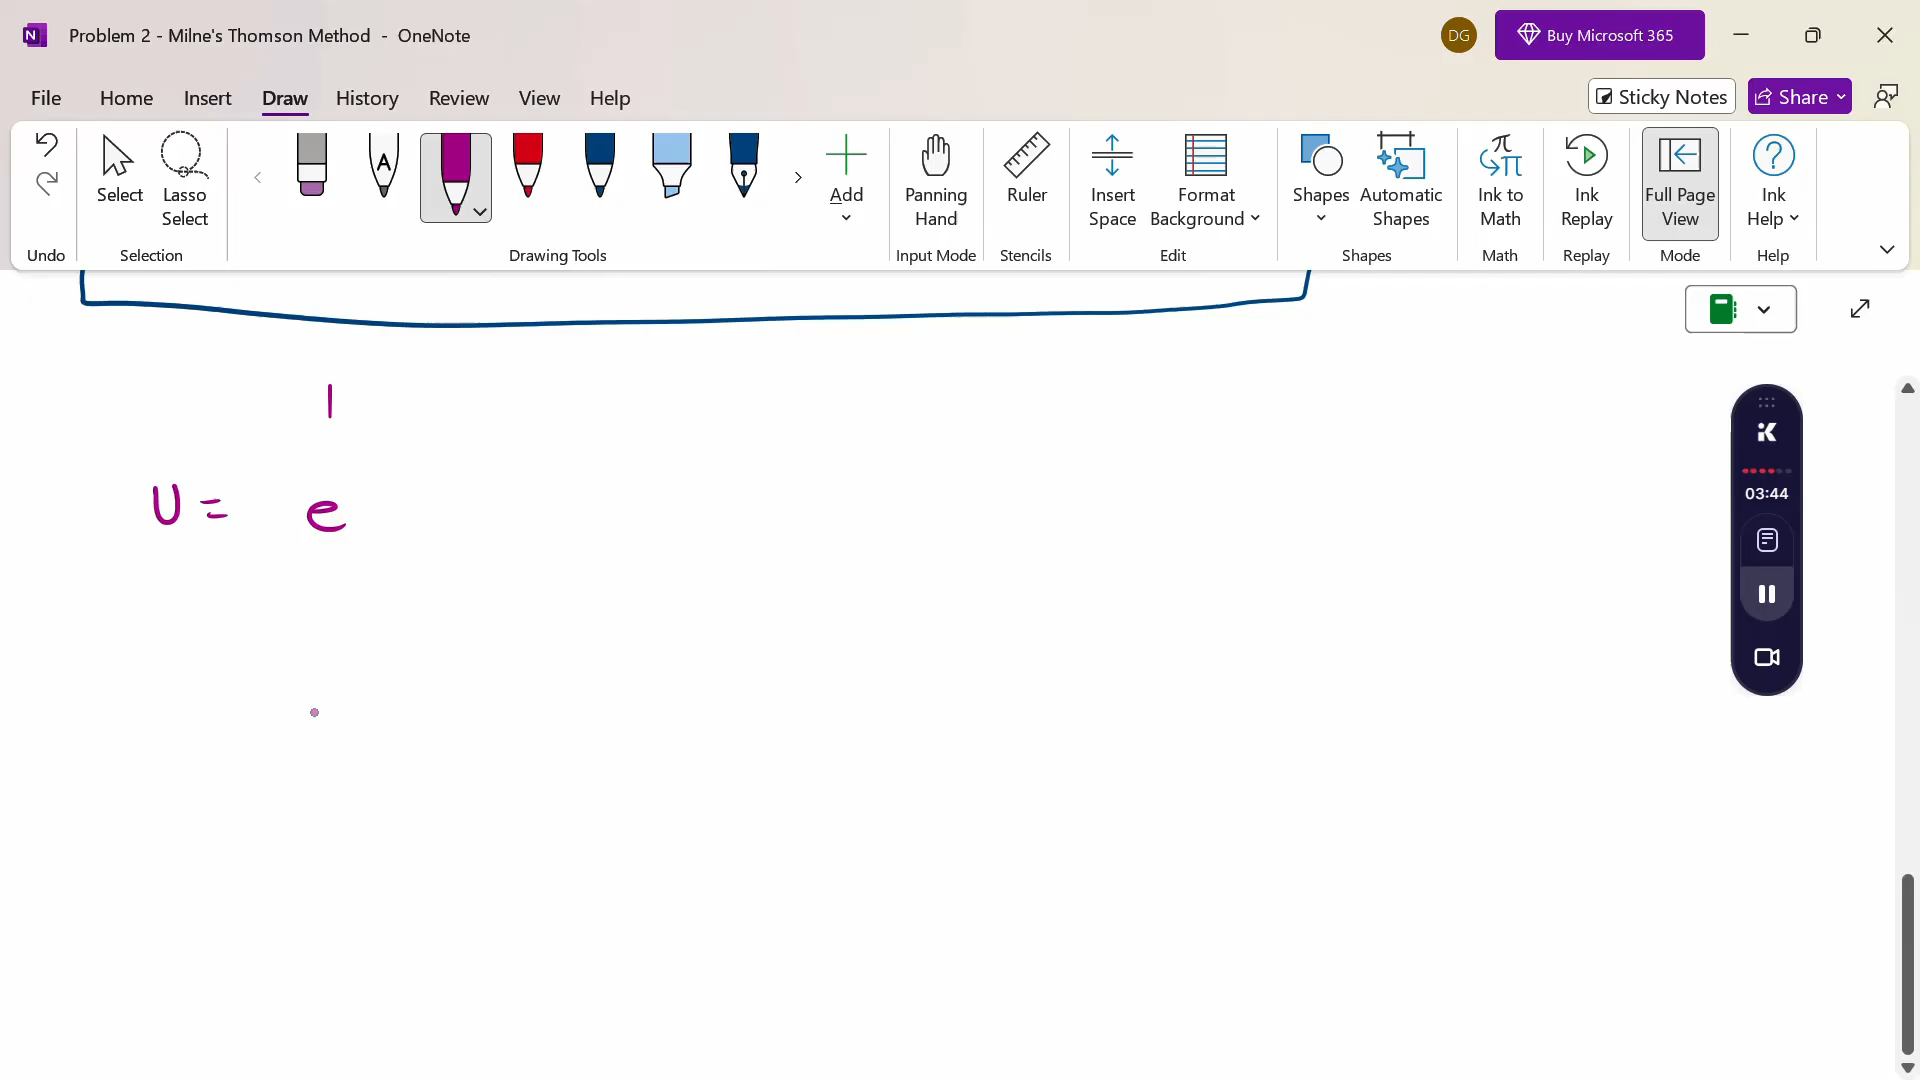 Problem 2 - Milne's Thomson Method - OneNote
DG
Buy Microsoft 365
File Home Insert Draw History Review View Help
Sticky Notes
Share
Select
Lasso Select
A
Add
Panning Hand
Ruler
Insert Space
Format Background
Shapes
Automatic Shapes
Ink to Math
Ink Replay
Full Page View
Ink Help
Undo Selection Drawing Tools Input Mode Stencils Edit Shapes Math Replay Mode Help
03:44
1
U = e